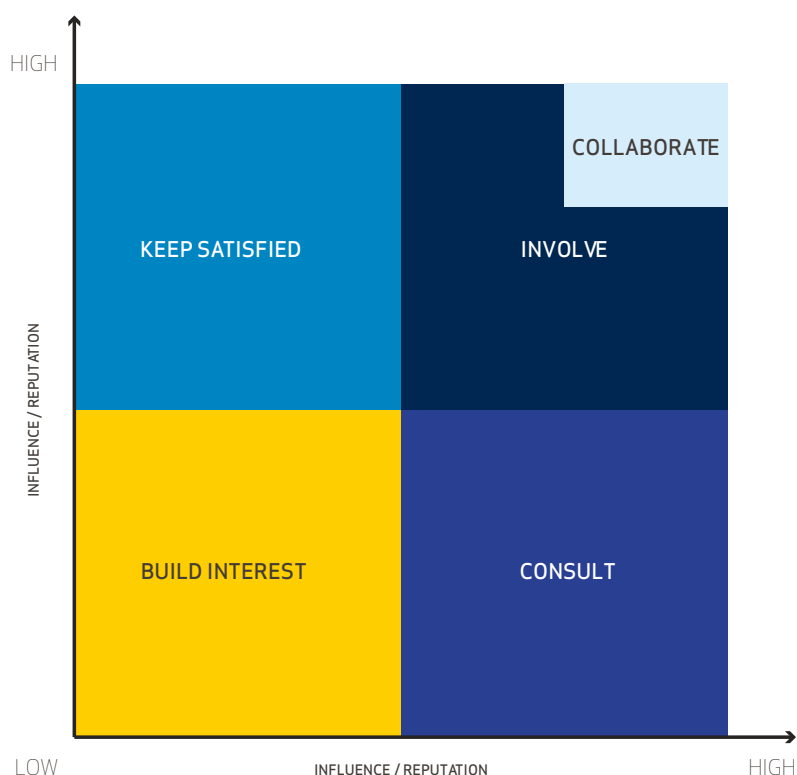 HIGH
COLLABORATE
KEEP SATISFIED
INVOLVE
INFLUENCE / REPUTATION
BUILD INTEREST
CONSULT
LOW
INFLUENCE / REPUTATION
HIGH